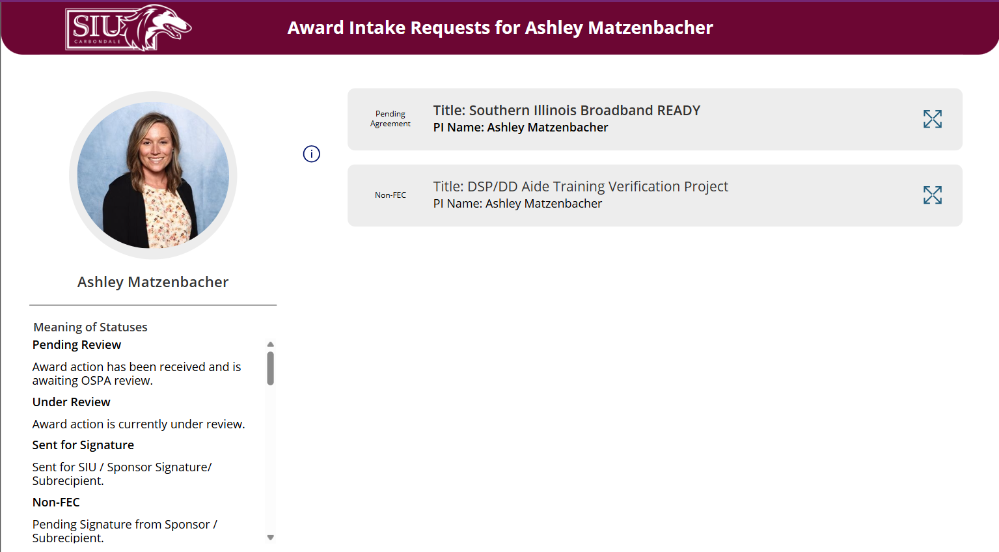 SIU
CARBONDALE
Award Intake Requests for Ashley Matzenbacher
Pending
Agreement
Title: Southern Illinois Broadband READY
PI Name: Ashley Matzenbacher
i
Non-FEC
Title: DSP/DD Aide Training Verification Project
PI Name: Ashley Matzenbacher
Ashley Matzenbacher
Meaning of Statuses
Pending Review
Award action has been received and is
awaiting OSPA review.
Under Review
Award action is currently under review.
Sent for Signature
Sent for SIU / Sponsor Signature/
Subrecipient.
Non-FEC
Pending Signature from Sponsor /
Subrecipient.